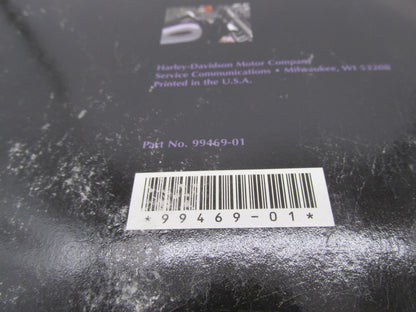 Harley-Davidson Motor Company
Service Communications • Milwaukee, WI 53208
Printed in the U.S.A.
Part No. 99469-01
*99469-01*